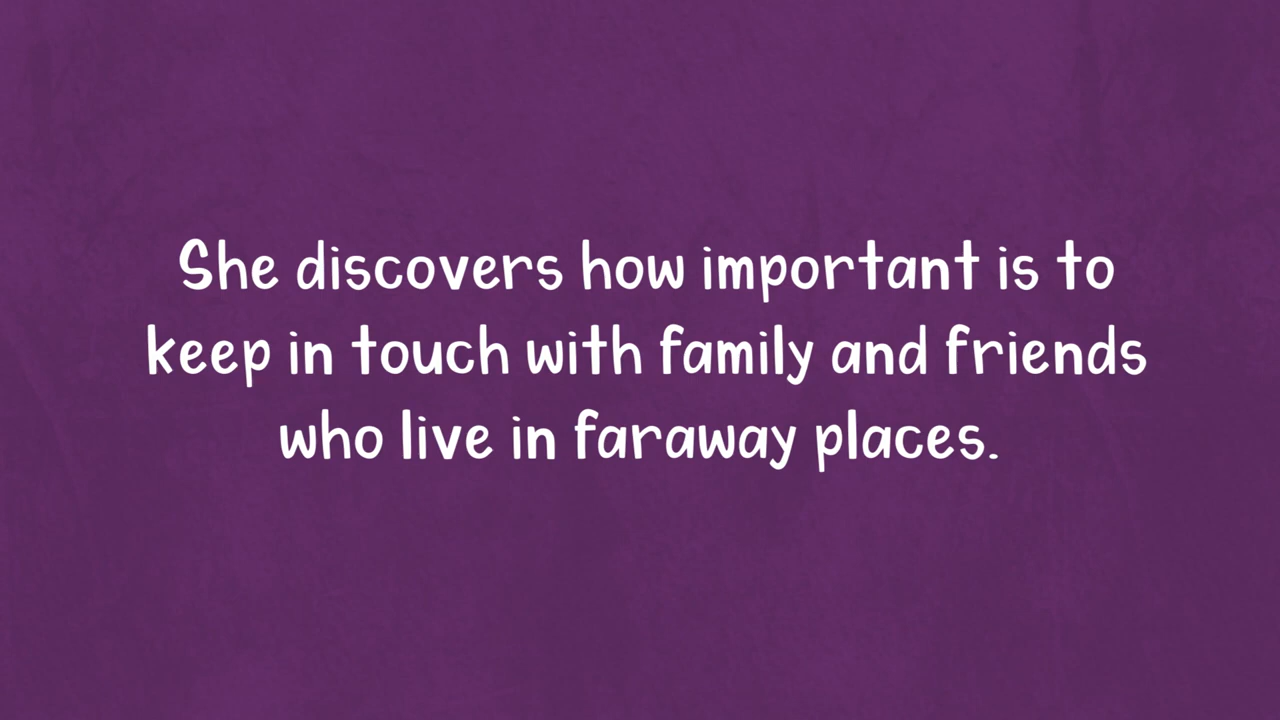 She discovers how important is to
keep in touch with family and friends
who live in faraway places.